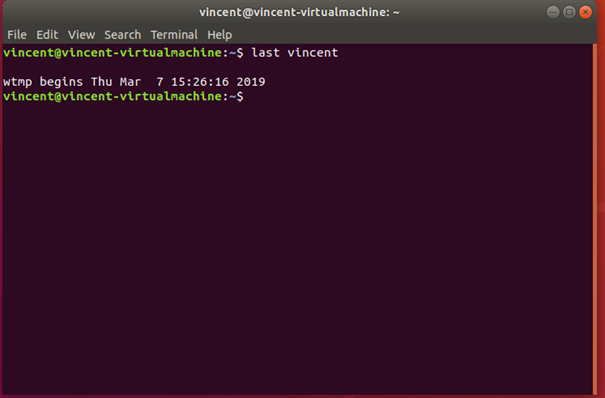 vincent@vincent-virtualmachine: ~
File Edit View Search Terminal Help
vincent@vincent-virtualmachine:~$ last vincent
wtmp begins Thu Mar  7 15:26:16 2019
vincent@vincent-virtualmachine:~$